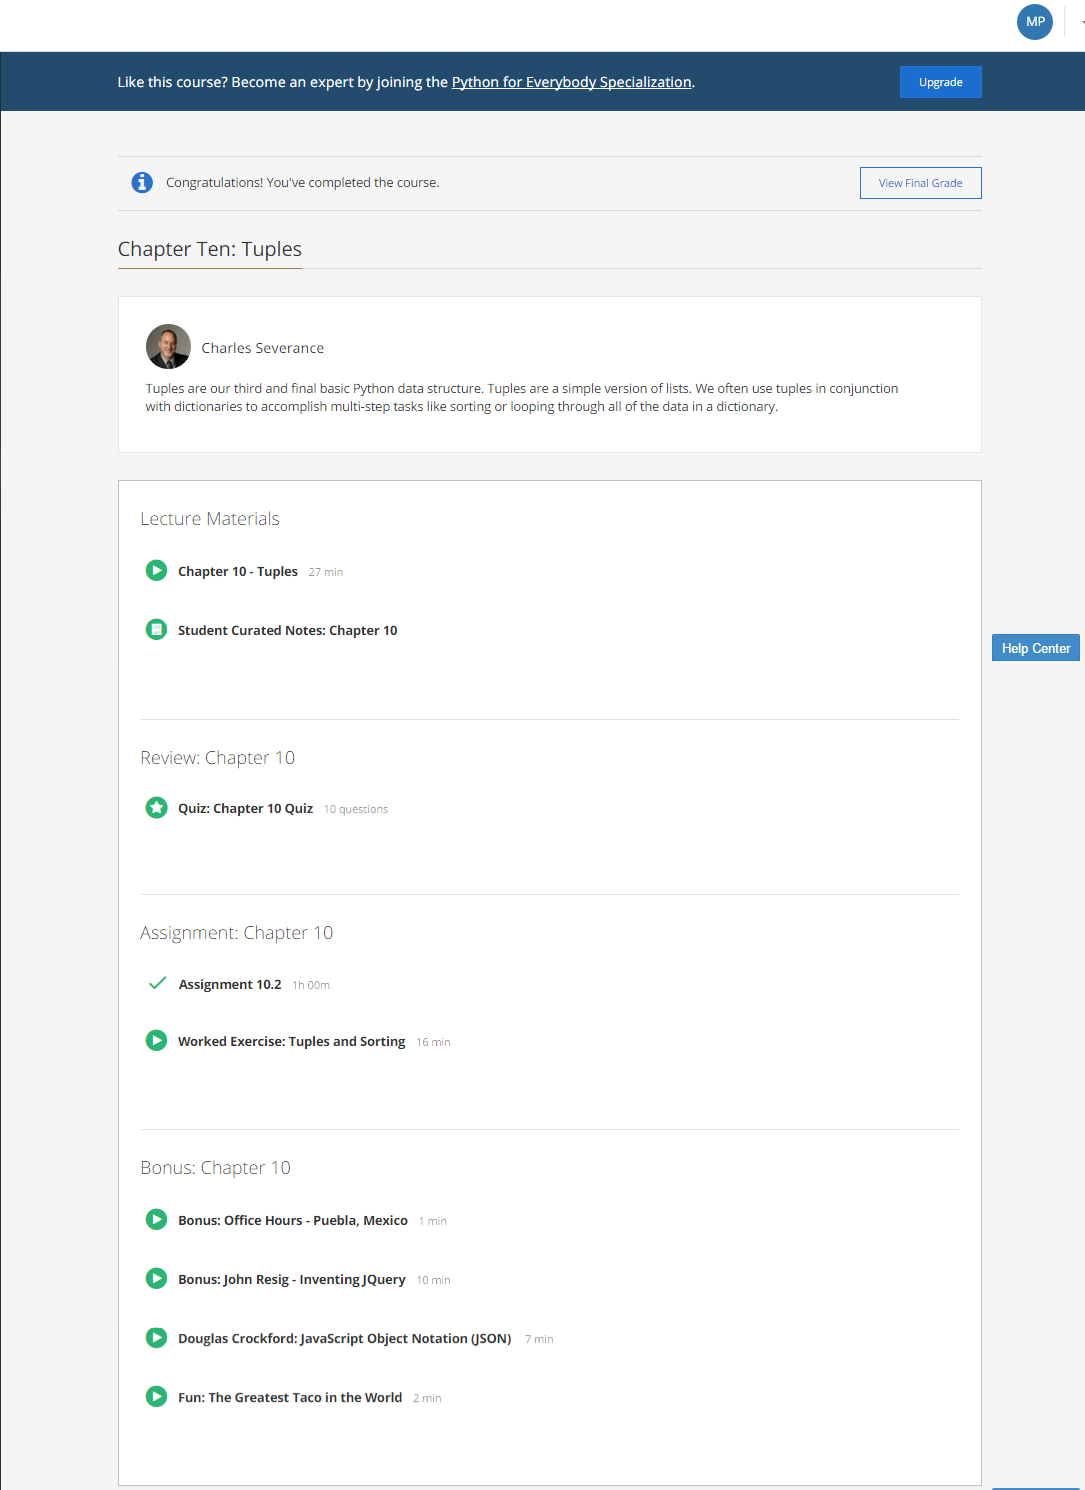 MP
Like this course? Become an expert by joining the Python for Everybody Specialization.
Upgrade
Congratulations! You've completed the course.
View Final Grade
Chapter Ten: Tuples
Charles Severance
Tuples are our third and final basic Python data structure. Tuples are a simple version of lists. We often use tuples in conjunction
with dictionaries to accomplish multi-step tasks like sorting or looping through all of the data in a dictionary.
Lecture Materials
Chapter 10 - Tuples 27 min
Student Curated Notes: Chapter 10
Help Center
Review: Chapter 10
Quiz: Chapter 10 Quiz 10 questions
Assignment: Chapter 10
Assignment 10.2 1h 00m
Worked Exercise: Tuples and Sorting 16 min
Bonus: Chapter 10
Bonus: Office Hours - Puebla, Mexico 1 min
Bonus: John Resig - Inventing JQuery 10 min
Douglas Crockford: JavaScript Object Notation (JSON) 7 min
Fun: The Greatest Taco in the World 2 min